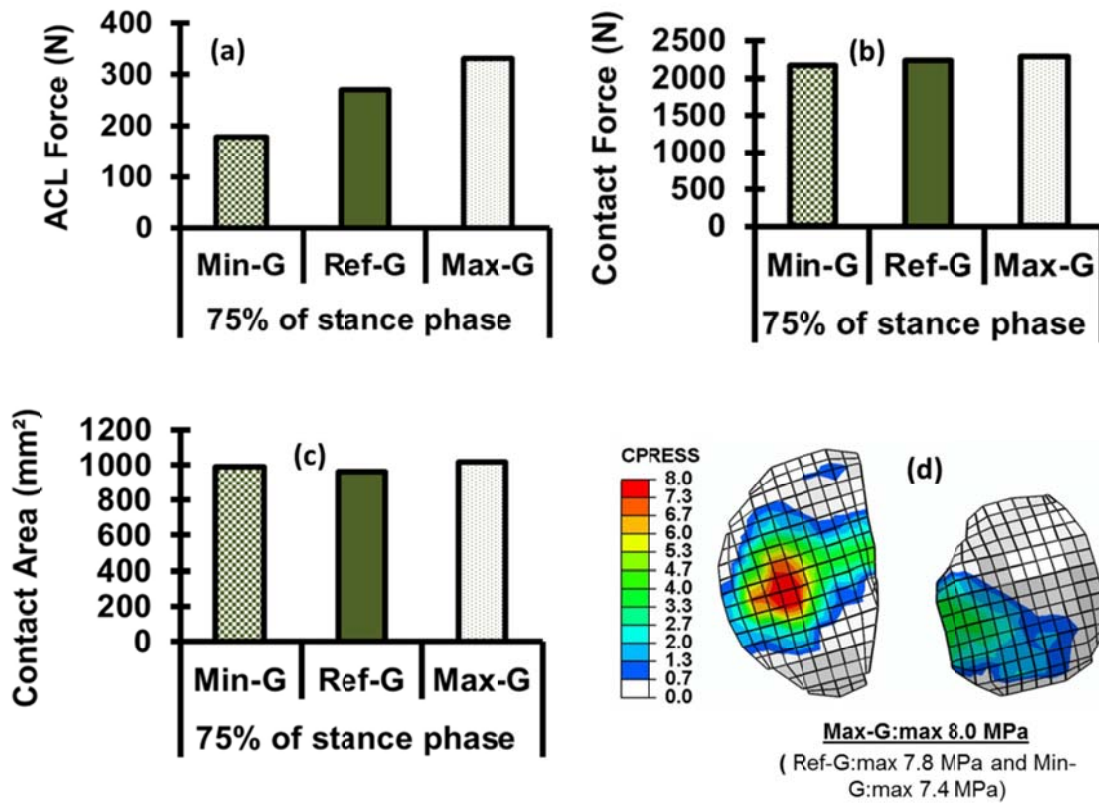 ACL Force (N)
400
300
200
100
0
(a)
Min-G Ref-G Max-G
75% of stance phase
Contact Force (N)
2500
2000
1500
1000
500
0
(b)
Min-G Ref-G Max-G
75% of stance phase
Contact Area (mm²)
1200
1000
800
600
400
200
0
(c)
Min-G Ref-G Max-G
75% of stance phase
CPRESS
8.0
7.3
6.7
6.0
5.3
4.7
4.0
3.3
2.7
2.0
1.3
0.7
0.0
(d)
Max-G:max 8.0 MPa
( Ref-G:max 7.8 MPa and Min-
G:max 7.4 MPa)